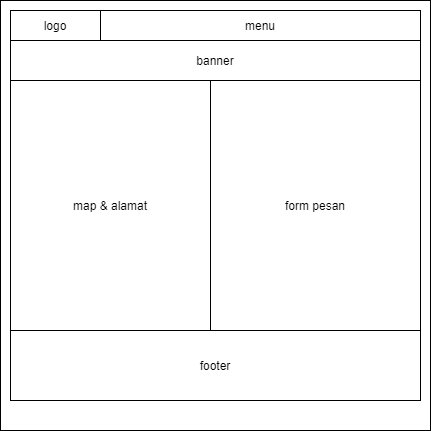 logo
menu
banner
map & alamat
form pesan
footer